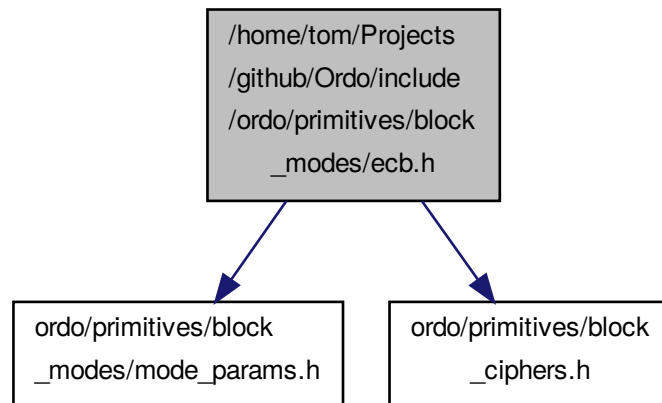 /home/tom/Projects
/github/Ordo/include
/ordo/primitives/block
_modes/ecb.h
ordo/primitives/block
_modes/mode_params.h
ordo/primitives/block
_ciphers.h